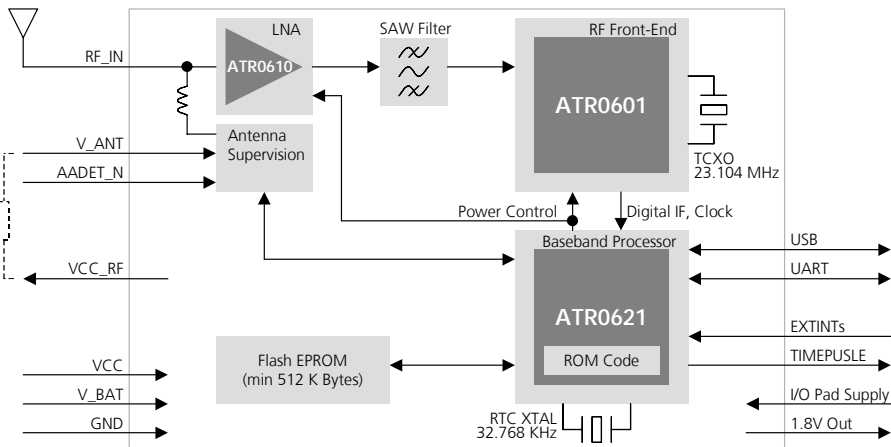 LNA
SAW Filter
RF Front-End
RF_IN
ATR0610
ATR0601
Antenna
Supervision
V_ANT
AADET_N
TCXO
23.104 MHz
Power Control
Digital IF, Clock
Baseband Processor
USB
VCC_RF
UART
ATR0621
EXTINTs
Flash EPROM
(min 512 K Bytes)
ROM Code
TIMEPUSLE
VCC
V_BAT
I/O Pad Supply
GND
RTC XTAL
32.768 KHz
1.8V Out